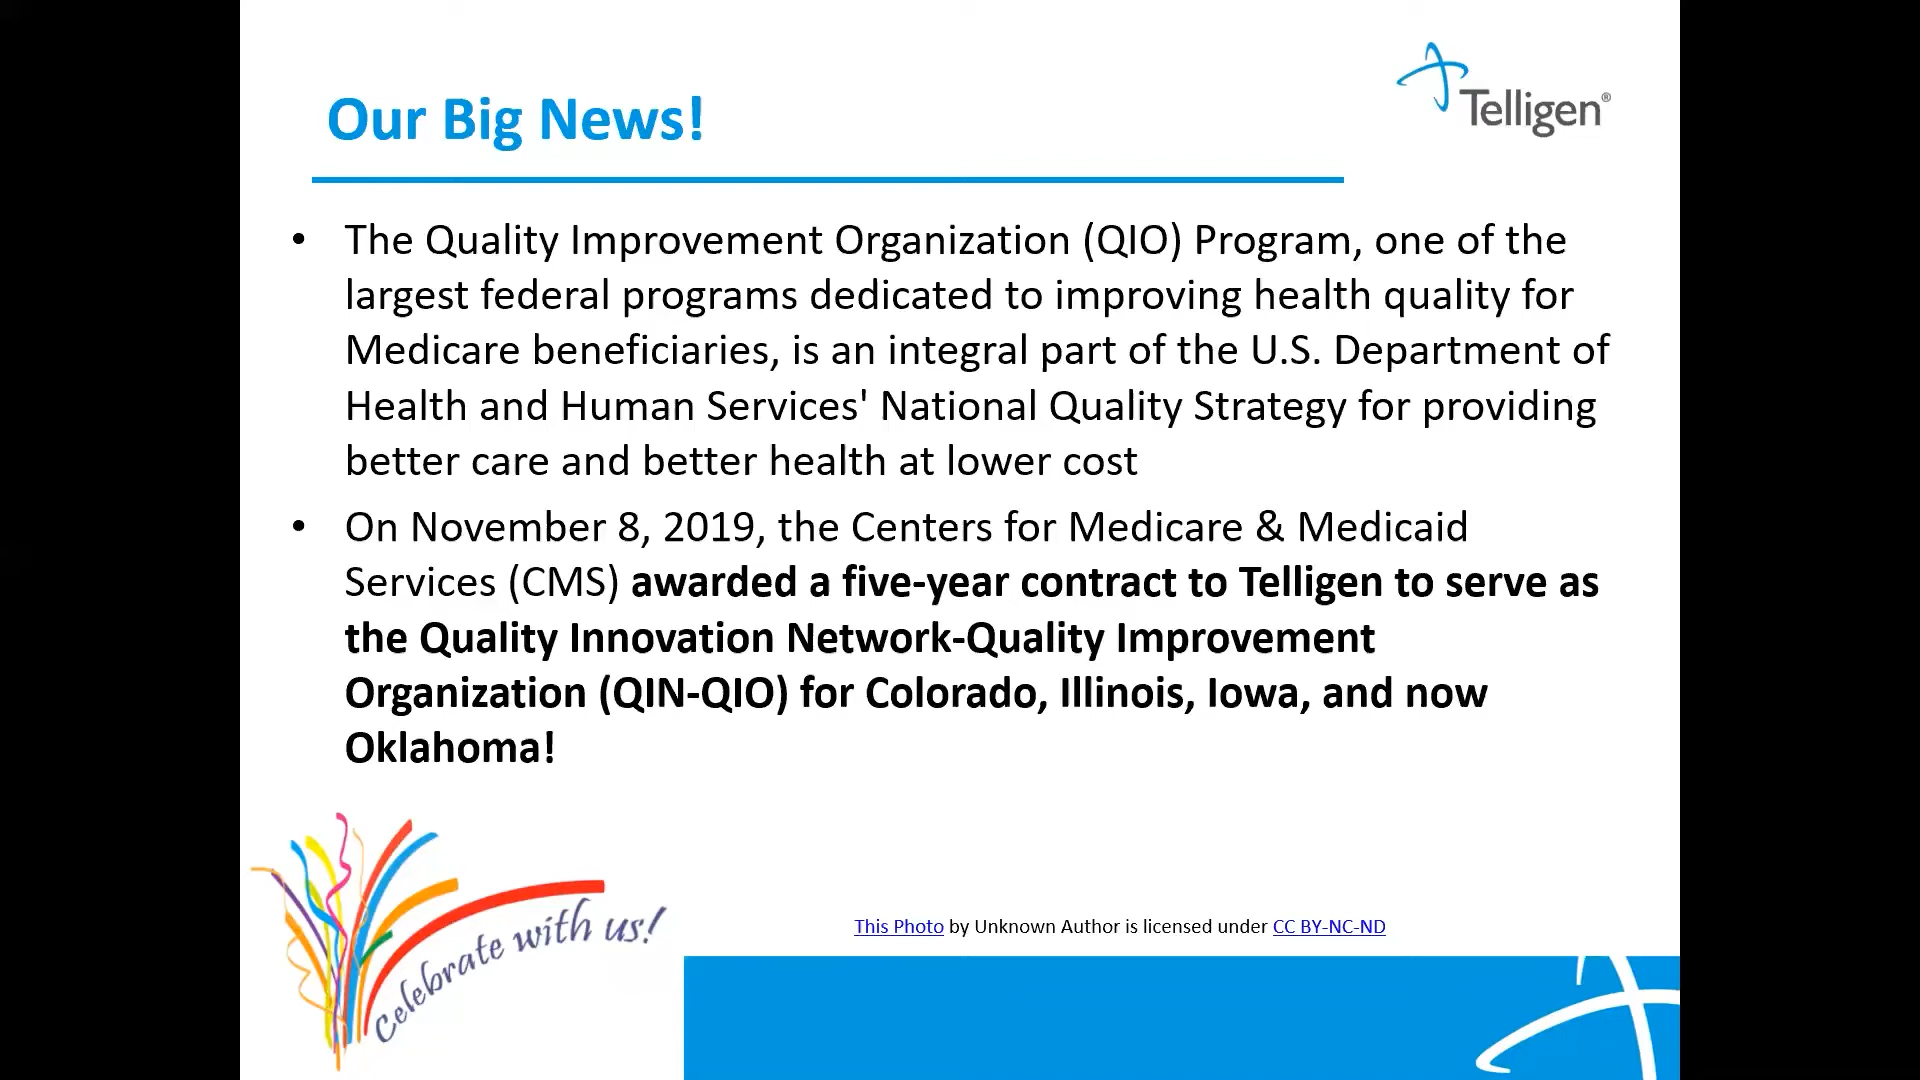 Our Big News!
Telligen®
• The Quality Improvement Organization (QIO) Program, one of the
largest federal programs dedicated to improving health quality for
Medicare beneficiaries, is an integral part of the U.S. Department of
Health and Human Services' National Quality Strategy for providing
better care and better health at lower cost
• On November 8, 2019, the Centers for Medicare & Medicaid
Services (CMS) awarded a five-year contract to Telligen to serve as
the Quality Innovation Network-Quality Improvement
Organization (QIN-QIO) for Colorado, Illinois, Iowa, and now
Oklahoma!
Celebrate with us!
This Photo by Unknown Author is licensed under CC BY-NC-ND